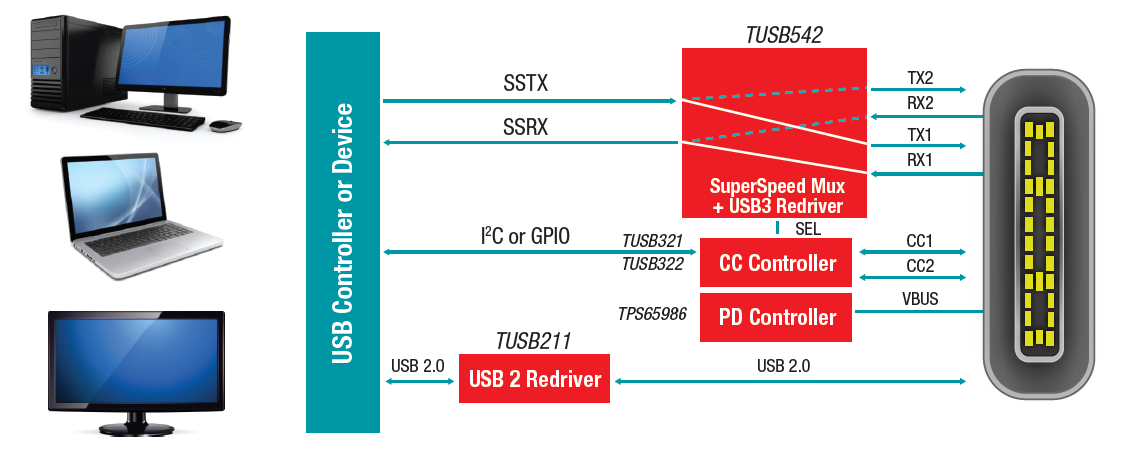 TUSB542
USB Controller or Device
SSTX
SSRX
TX2
RX2
TX1
RX1
SuperSpeed Mux
+ USB3 Redriver
SEL
I²C or GPIO
TUSB321
TUSB322
CC Controller
CC1
CC2
TPS65986
PD Controller
VBUS
TUSB211
USB 2.0
USB 2 Redriver
USB 2.0